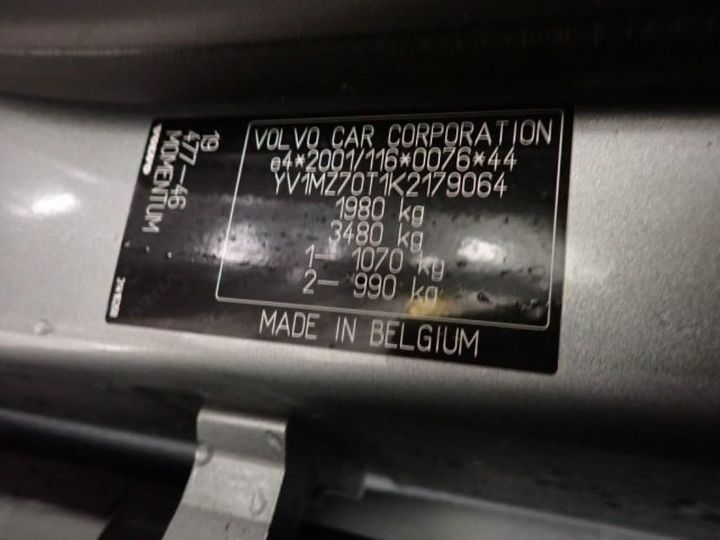 VOLVO CAR CORPORATION
e4*2001/116*0076*44
YV1MZ70T1K2179064
1980 kg
3480 kg
1- 1070 kg
2- 990 kg
MADE IN BELGIUM
19
477-46
MOMENTUM
VOLVO